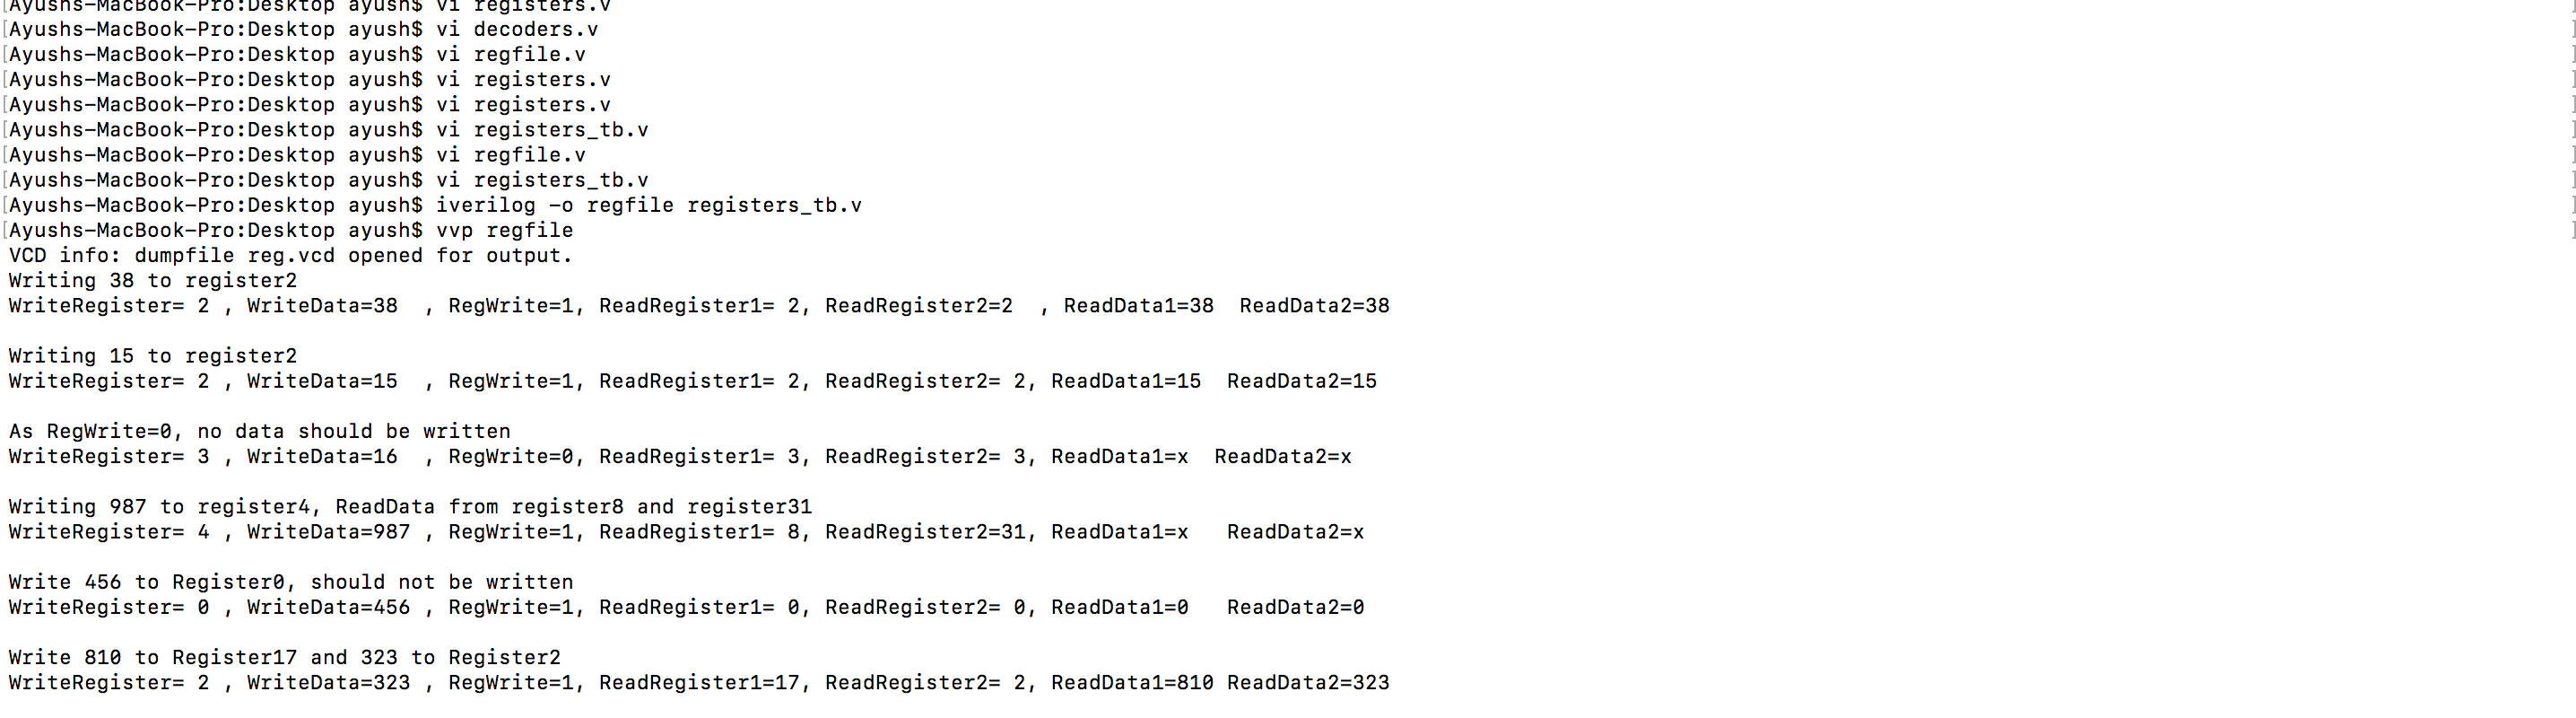 [Ayushs-MacBook-Pro:Desktop ayush$ vi registers.v ]
[Ayushs-MacBook-Pro:Desktop ayush$ vi decoders.v ]
[Ayushs-MacBook-Pro:Desktop ayush$ vi regfile.v ]
[Ayushs-MacBook-Pro:Desktop ayush$ vi registers.v ]
[Ayushs-MacBook-Pro:Desktop ayush$ vi registers.v ]
[Ayushs-MacBook-Pro:Desktop ayush$ vi registers_tb.v ]
[Ayushs-MacBook-Pro:Desktop ayush$ vi regfile.v ]
[Ayushs-MacBook-Pro:Desktop ayush$ vi registers_tb.v ]
[Ayushs-MacBook-Pro:Desktop ayush$ iverilog -o regfile registers_tb.v ]
[Ayushs-MacBook-Pro:Desktop ayush$ vvp regfile ]
VCD info: dumpfile reg.vcd opened for output.
Writing 38 to register2
WriteRegister= 2 , WriteData=38  , RegWrite=1, ReadRegister1= 2, ReadRegister2=2  , ReadData1=38  ReadData2=38
Writing 15 to register2
WriteRegister= 2 , WriteData=15  , RegWrite=1, ReadRegister1= 2, ReadRegister2= 2, ReadData1=15  ReadData2=15
As RegWrite=0, no data should be written
WriteRegister= 3 , WriteData=16  , RegWrite=0, ReadRegister1= 3, ReadRegister2= 3, ReadData1=x  ReadData2=x
Writing 987 to register4, ReadData from register8 and register31
WriteRegister= 4 , WriteData=987 , RegWrite=1, ReadRegister1= 8, ReadRegister2=31, ReadData1=x   ReadData2=x
Write 456 to Register0, should not be written
WriteRegister= 0 , WriteData=456 , RegWrite=1, ReadRegister1= 0, ReadRegister2= 0, ReadData1=0   ReadData2=0
Write 810 to Register17 and 323 to Register2
WriteRegister= 2 , WriteData=323 , RegWrite=1, ReadRegister1=17, ReadRegister2= 2, ReadData1=810 ReadData2=323